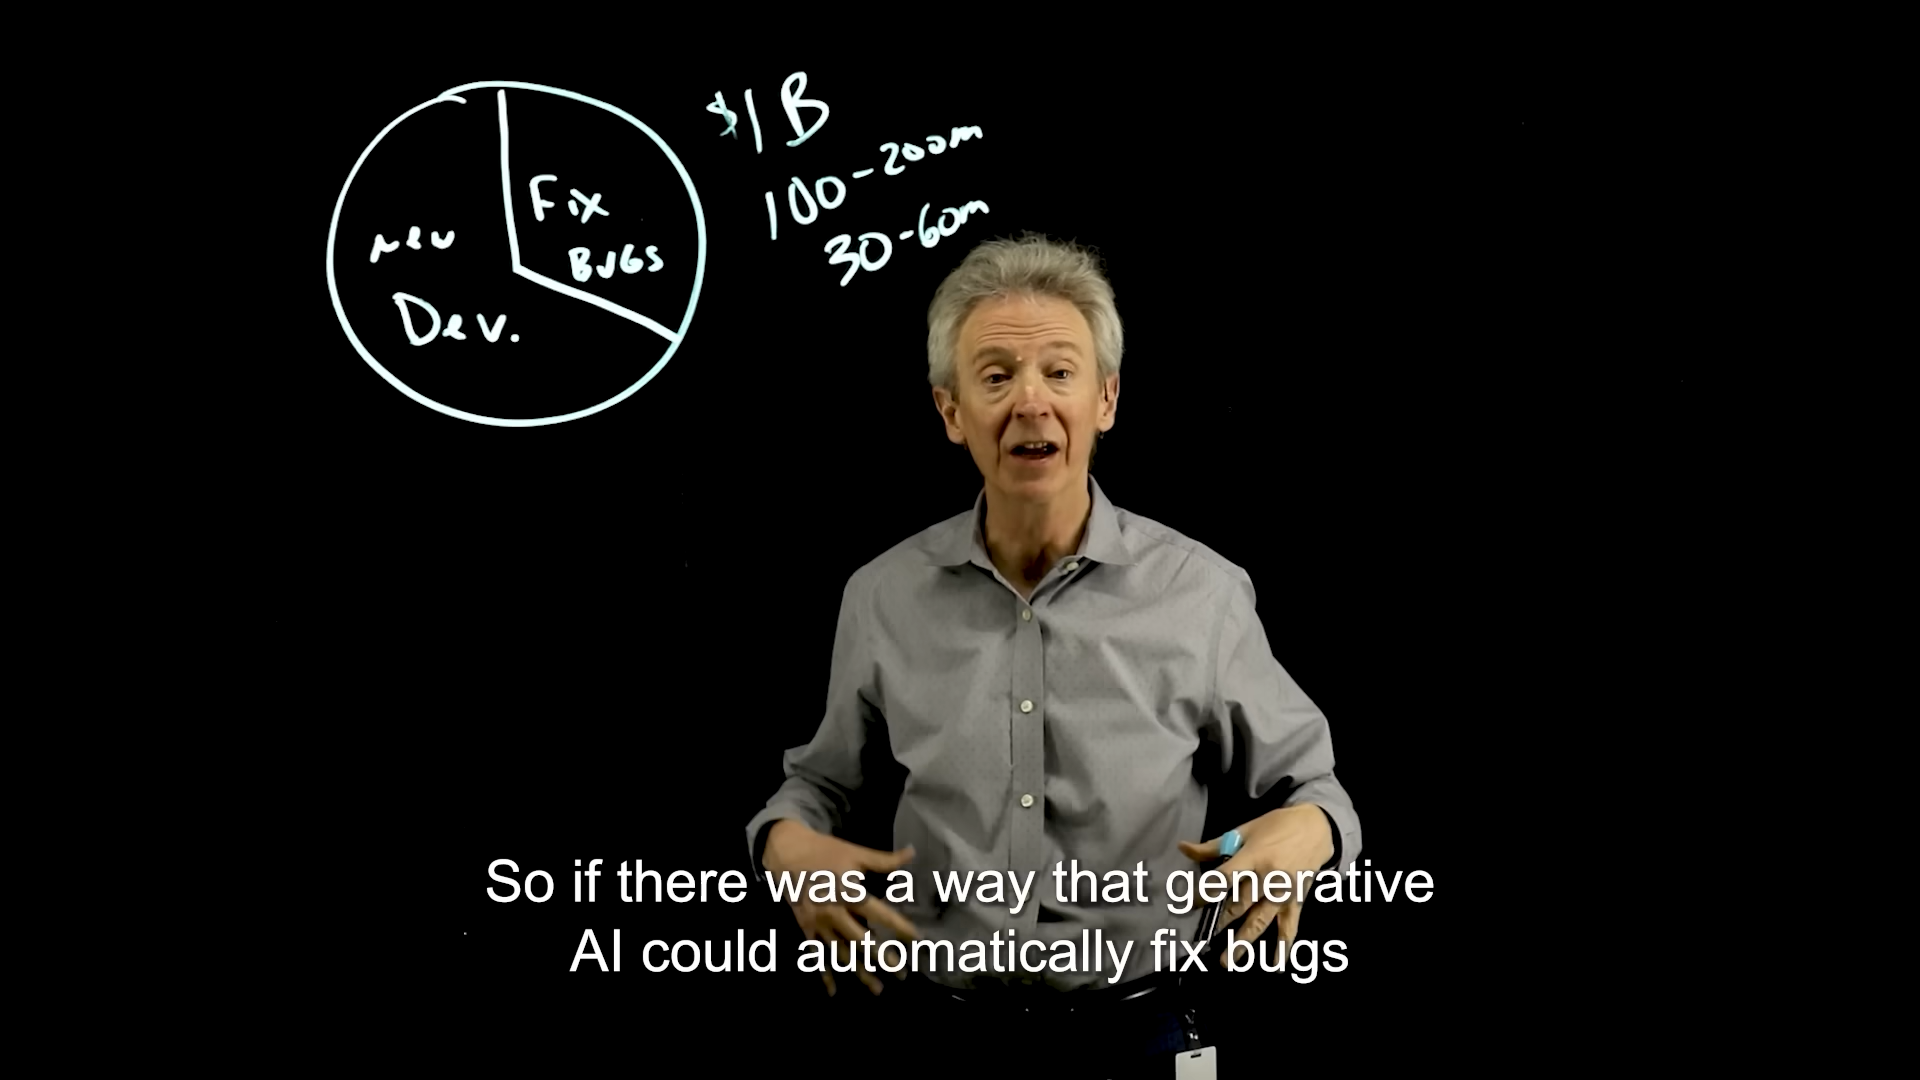 new
Dev.
Fix
BUGS
$1B
100-200m
30-60m
So if there was a way that generative
AI could automatically fix bugs